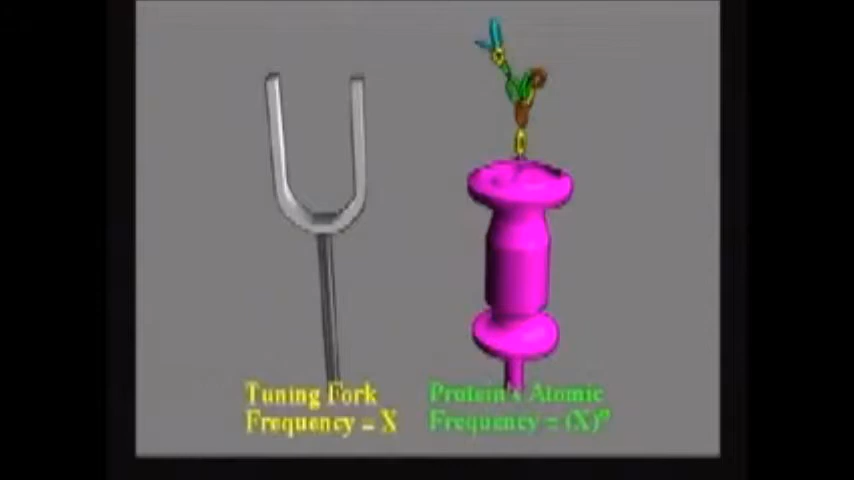 Tuning Fork
Frequency = X
Protein's Atomic
Frequency = (X)ⁿ